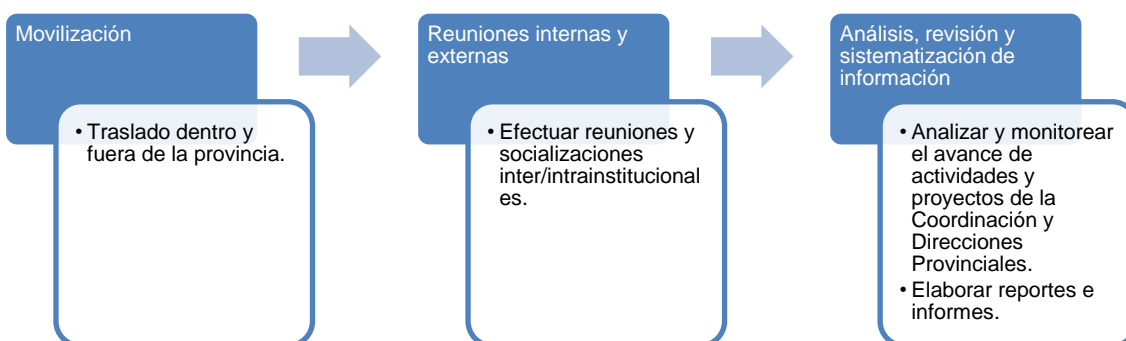 Movilización
• Traslado dentro y
fuera de la provincia.
Reuniones internas y
externas
• Efectuar reuniones y
socializaciones
inter/intrainstitucional
es.
Análisis, revisión y
sistematización de
información
• Analizar y monitorear
el avance de
actividades y
proyectos de la
Coordinación y
Direcciones
Provinciales.
• Elaborar reportes e
informes.